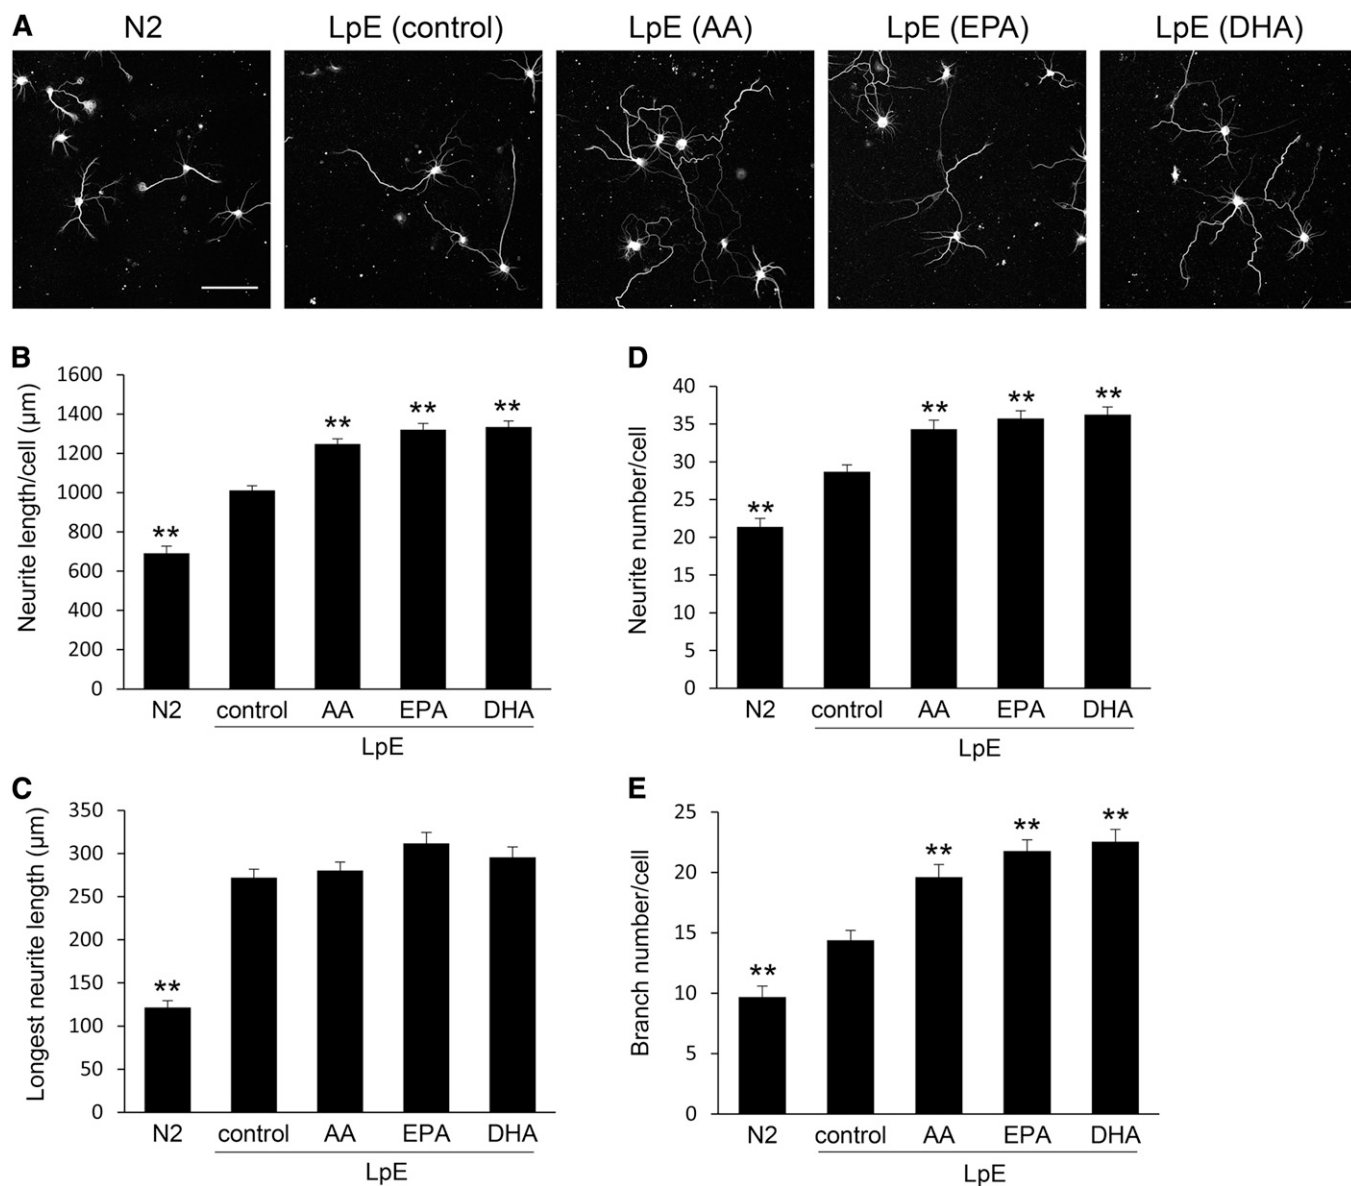 A
N2
LpE (control)
LpE (AA)
LpE (EPA)
LpE (DHA)
B
Neurite length/cell (µm)
1600
1400
1200
1000
800
600
400
200
0
**
**
**
**
N2
control
AA
EPA
DHA
LpE
D
Neurite number/cell
40
35
30
25
20
15
10
5
0
**
**
**
**
N2
control
AA
EPA
DHA
LpE
C
Longest neurite length (µm)
350
300
250
200
150
100
50
0
**
N2
control
AA
EPA
DHA
LpE
E
Branch number/cell
25
20
15
10
5
0
**
**
**
**
N2
control
AA
EPA
DHA
LpE